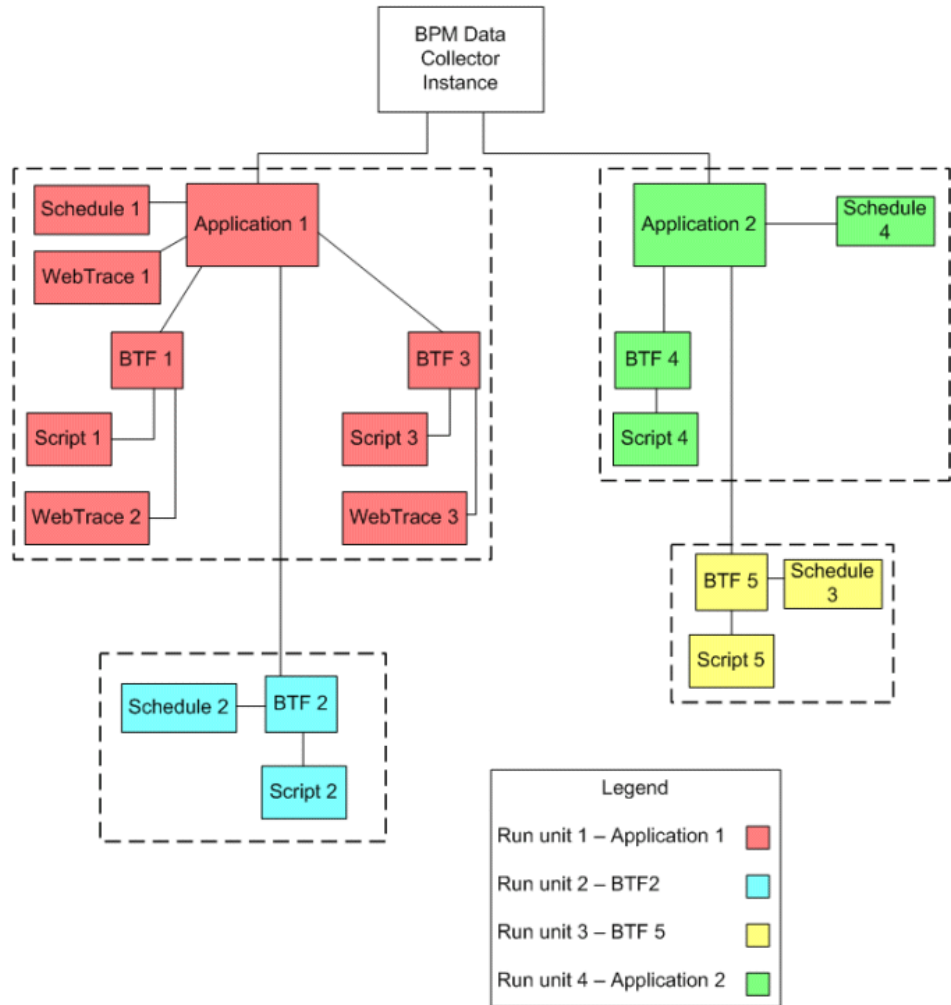 BPM Data
Collector
Instance
Schedule 1
Application 1
WebTrace 1
BTF 1
BTF 3
Script 1
Script 3
WebTrace 2
WebTrace 3
Application 2
Schedule
4
BTF 4
Script 4
BTF 5
Schedule
3
Script 5
Schedule 2
BTF 2
Script 2
Legend
Run unit 1 – Application 1
Run unit 2 – BTF2
Run unit 3 – BTF 5
Run unit 4 – Application 2